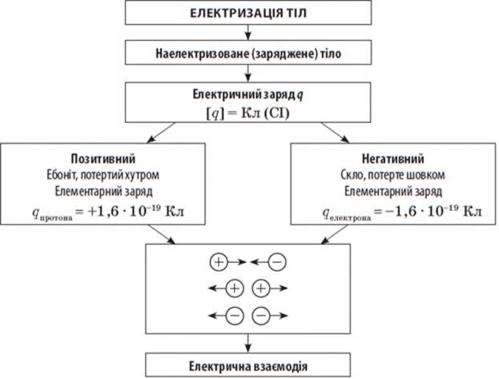 ЕЛЕКТРИЗАЦІЯ ТІЛ
Наелектризоване (заряджене) тіло
Електричний заряд q
[q] = Кл (СІ)
Позитивний
Ебоніт, потертий хутром
Елементарний заряд
qпротона = +1,6 · 10⁻¹⁹ Кл
Негативний
Скло, потерте шовком
Елементарний заряд
qелектрона = −1,6 · 10⁻¹⁹ Кл
+ −
+ +
− −
Електрична взаємодія